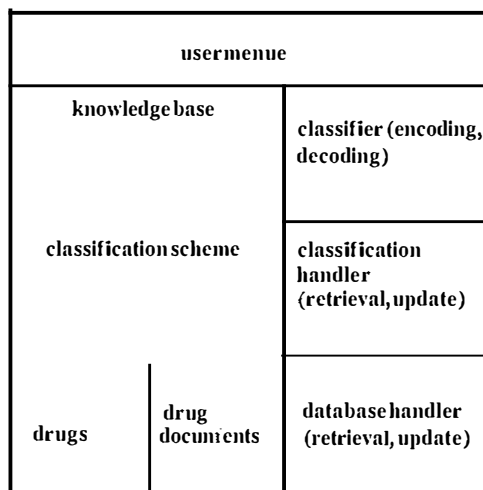 usermenue
knowledge base
classifier (encoding,
decoding)
classification scheme
classification
handler
(retrieval, update)
drugs
drug
documents
database handler
(retrieval, update)